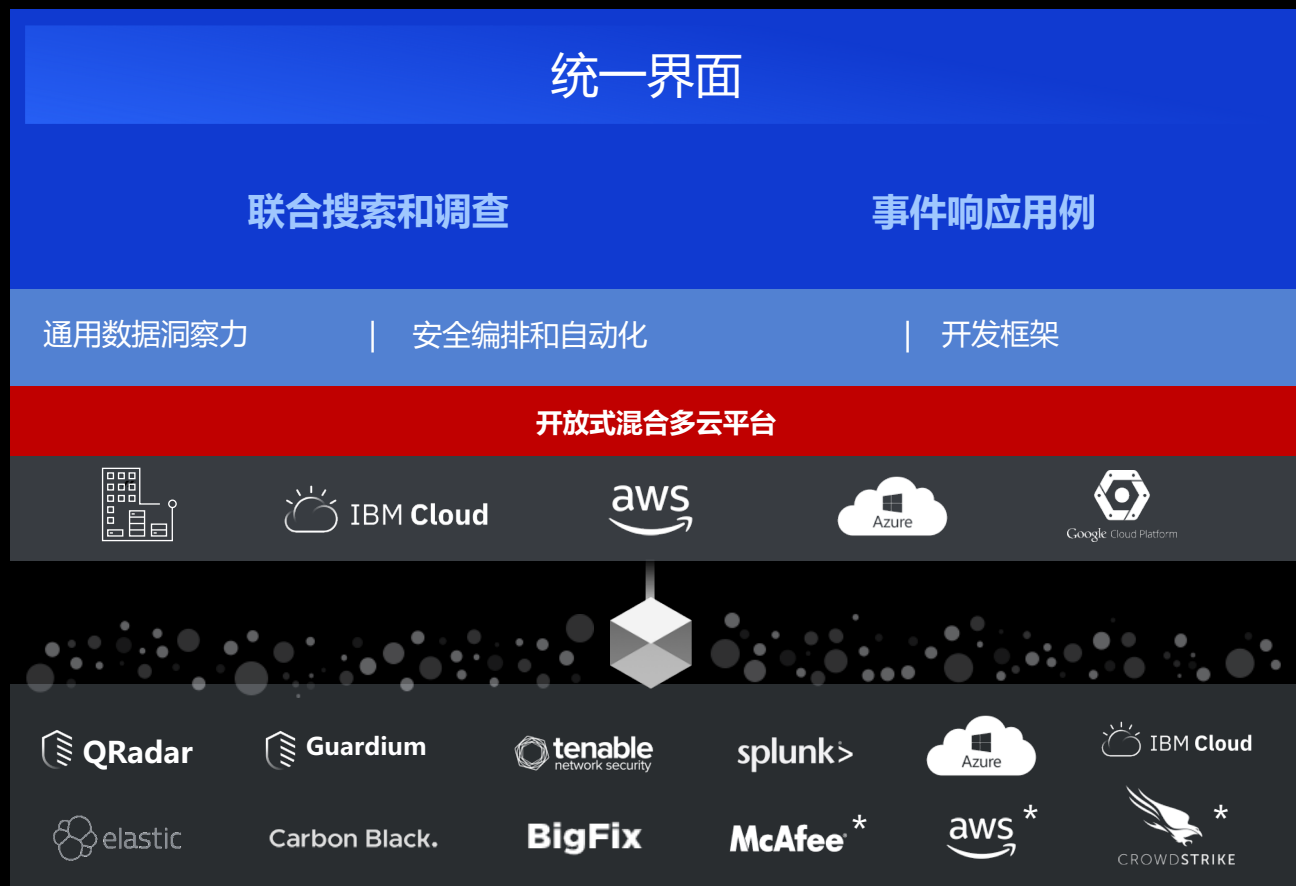 统一界面
联合搜索和调查 事件响应用例
通用数据洞察力 | 安全编排和自动化 | 开发框架
开放式混合多云平台
IBM Cloud aws Azure Google Cloud Platform
QRadar Guardium tenable network security splunk> Azure IBM Cloud
elastic Carbon Black. BigFix McAfee * aws * CROWDSTRIKE *